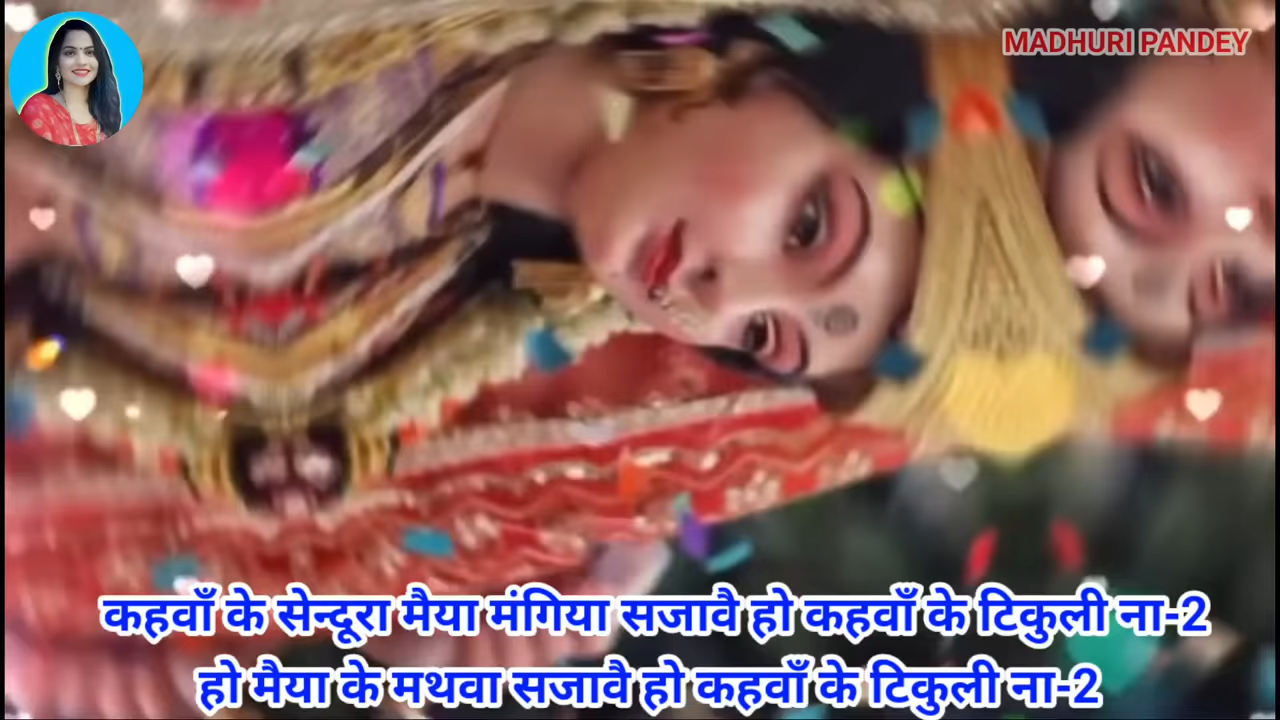 MADHURI PANDEY
कहवाँ के सेन्दूरा मैया मंगिया सजावै हो कहवाँ के टिकुली ना-2
हो मैया के मथवा सजावै हो कहवाँ के टिकुली ना-2